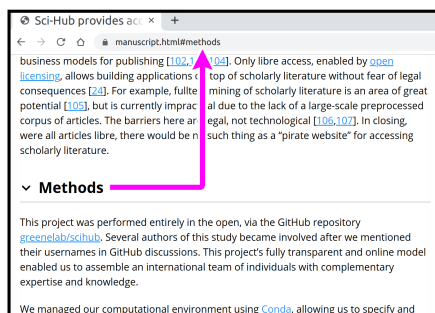 Sci-Hub provides acc
manuscript.html#methods
business models for publishing [102,1 104]. Only libre access, enabled by open
licensing, allows building applications o top of scholarly literature without fear of legal
consequences [24]. For example, fullte mining of scholarly literature is an area of great
potential [105], but is currently imprac al due to the lack of a large-scale preprocessed
corpus of articles. The barriers here ar egal, not technological [106,107]. In closing,
were all articles libre, there would be n such thing as a “pirate website” for accessing
scholarly literature.
Methods
This project was performed entirely in the open, via the GitHub repository
greenelab/scihub. Several authors of this study became involved after we mentioned
their usernames in GitHub discussions. This project’s fully transparent and online model
enabled us to assemble an international team of individuals with complementary
expertise and knowledge.
We managed our computational environment using Conda, allowing us to specify and